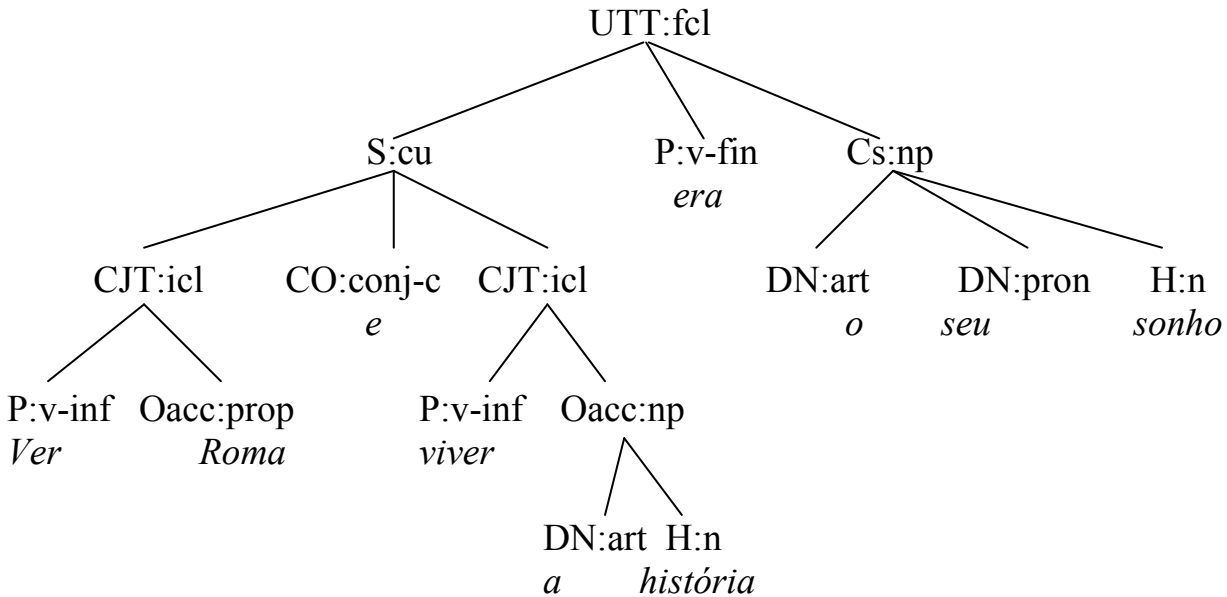 UTT:fcl
S:cu P:v-fin Cs:np
era
CJT:icl CO:conj-c CJT:icl DN:art DN:pron H:n
e o seu sonho
P:v-inf Oacc:prop P:v-inf Oacc:np
Ver Roma viver
DN:art H:n
a história